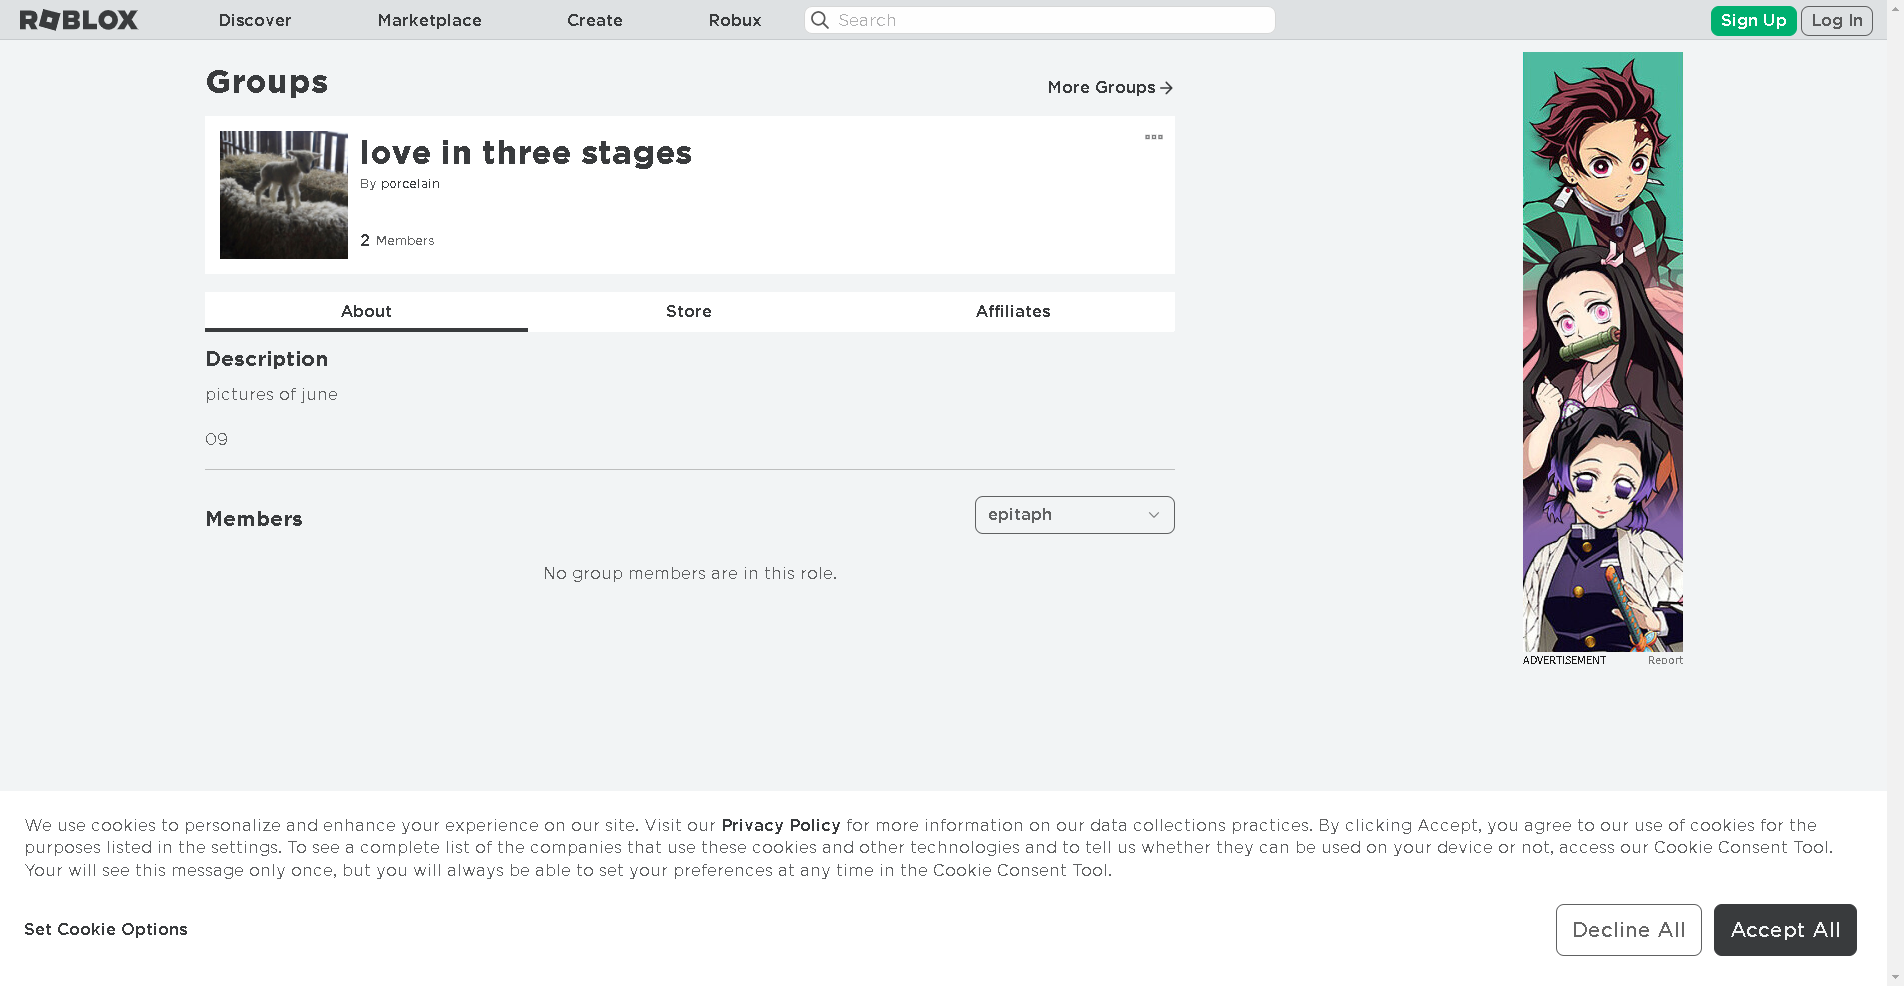 ROBLOX Discover Marketplace Create Robux Search Sign Up Log In
Groups
More Groups
love in three stages
By porcelain
2 Members
About Store Affiliates
Description
pictures of june
09
Members
epitaph
No group members are in this role.
ADVERTISEMENT Report
We use cookies to personalize and enhance your experience on our site. Visit our Privacy Policy for more information on our data collections practices. By clicking Accept, you agree to our use of cookies for the
purposes listed in the settings. To see a complete list of the companies that use these cookies and other technologies and to tell us whether they can be used on your device or not, access our Cookie Consent Tool.
Your will see this message only once, but you will always be able to set your preferences at any time in the Cookie Consent Tool.
Set Cookie Options
Decline All Accept All